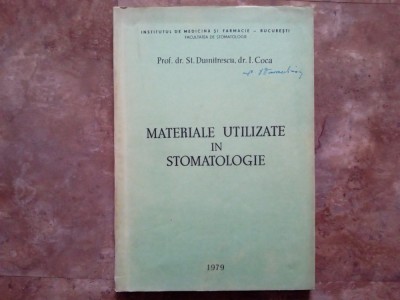 INSTITUTUL DE MEDICINA ȘI FARMACIE – BUCUREȘTI
FACULTATEA DE STOMATOLOGIE
Prof. dr. St. Dumitrescu, dr. I. Coca
MATERIALE UTILIZATE
IN
STOMATOLOGIE
1979